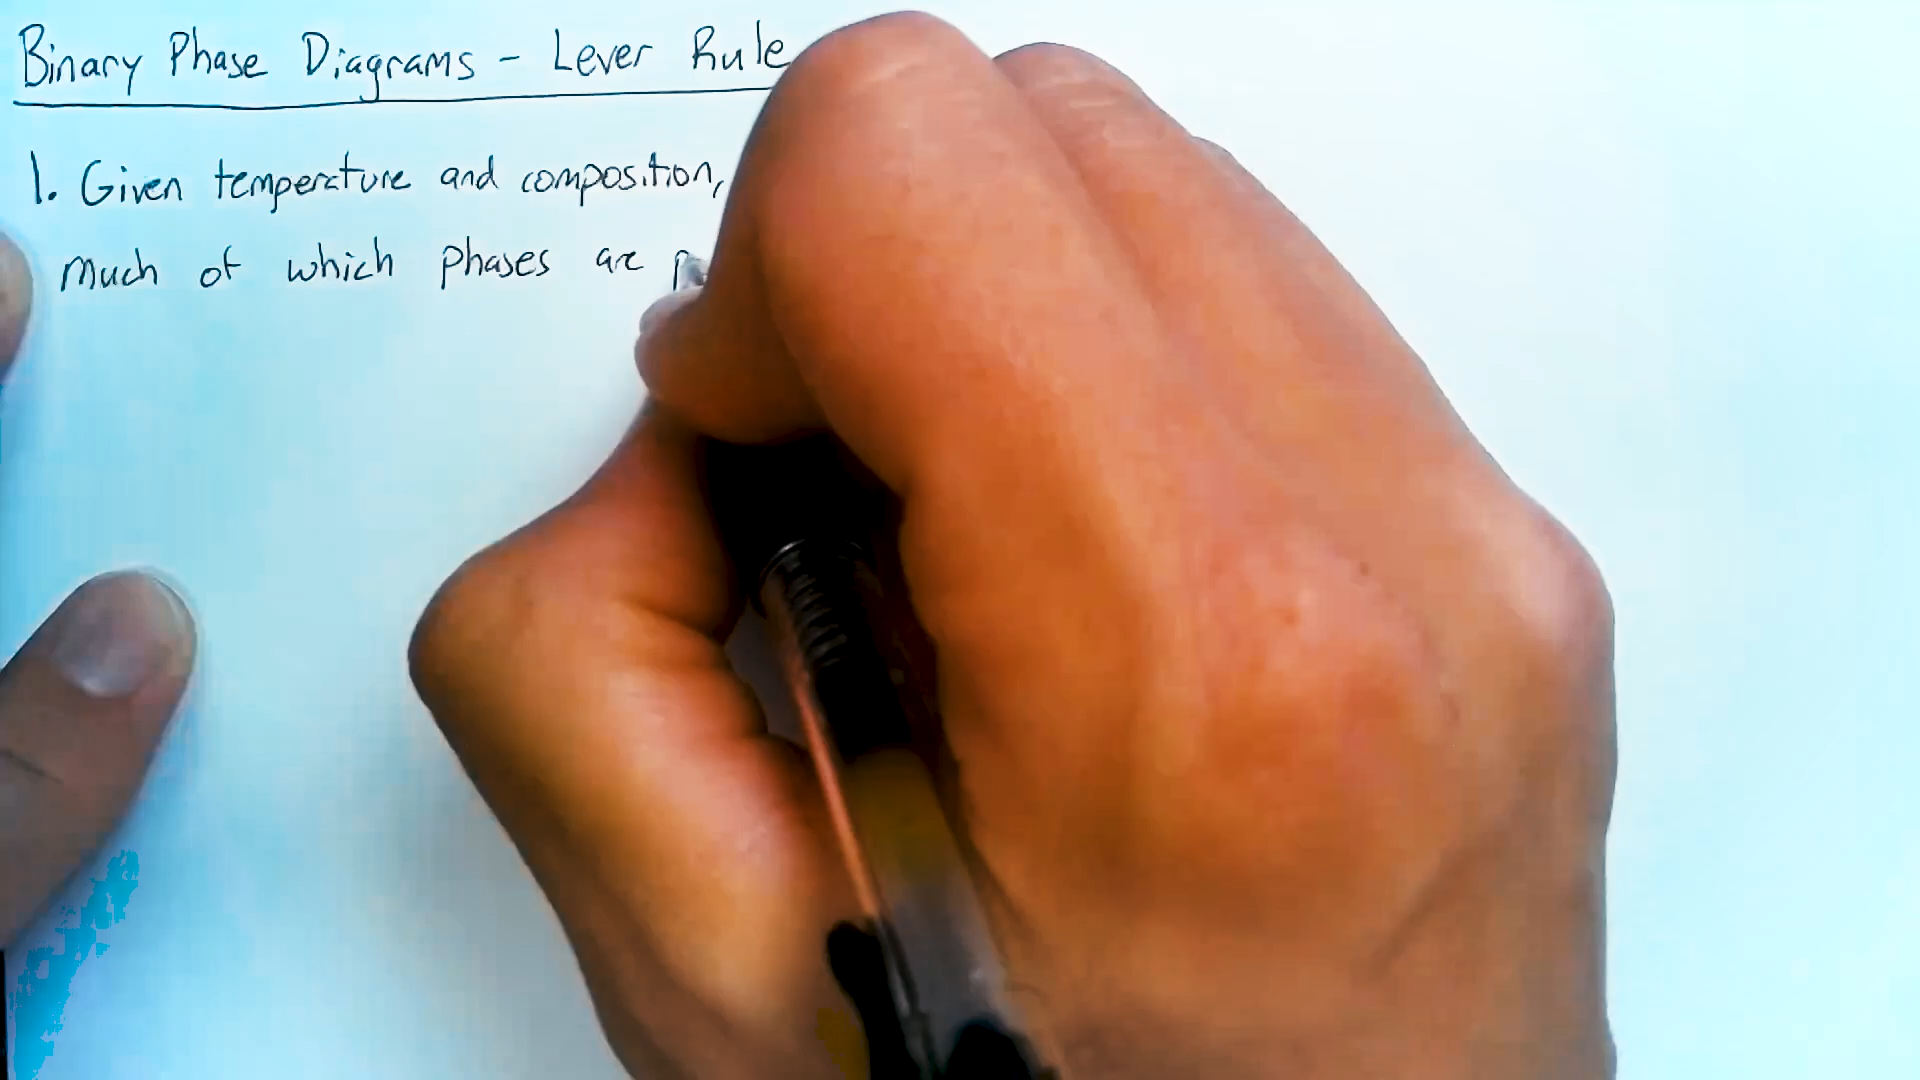 Binary Phase Diagrams - Lever Rule
1. Given temperature and composition,
much of which phases are